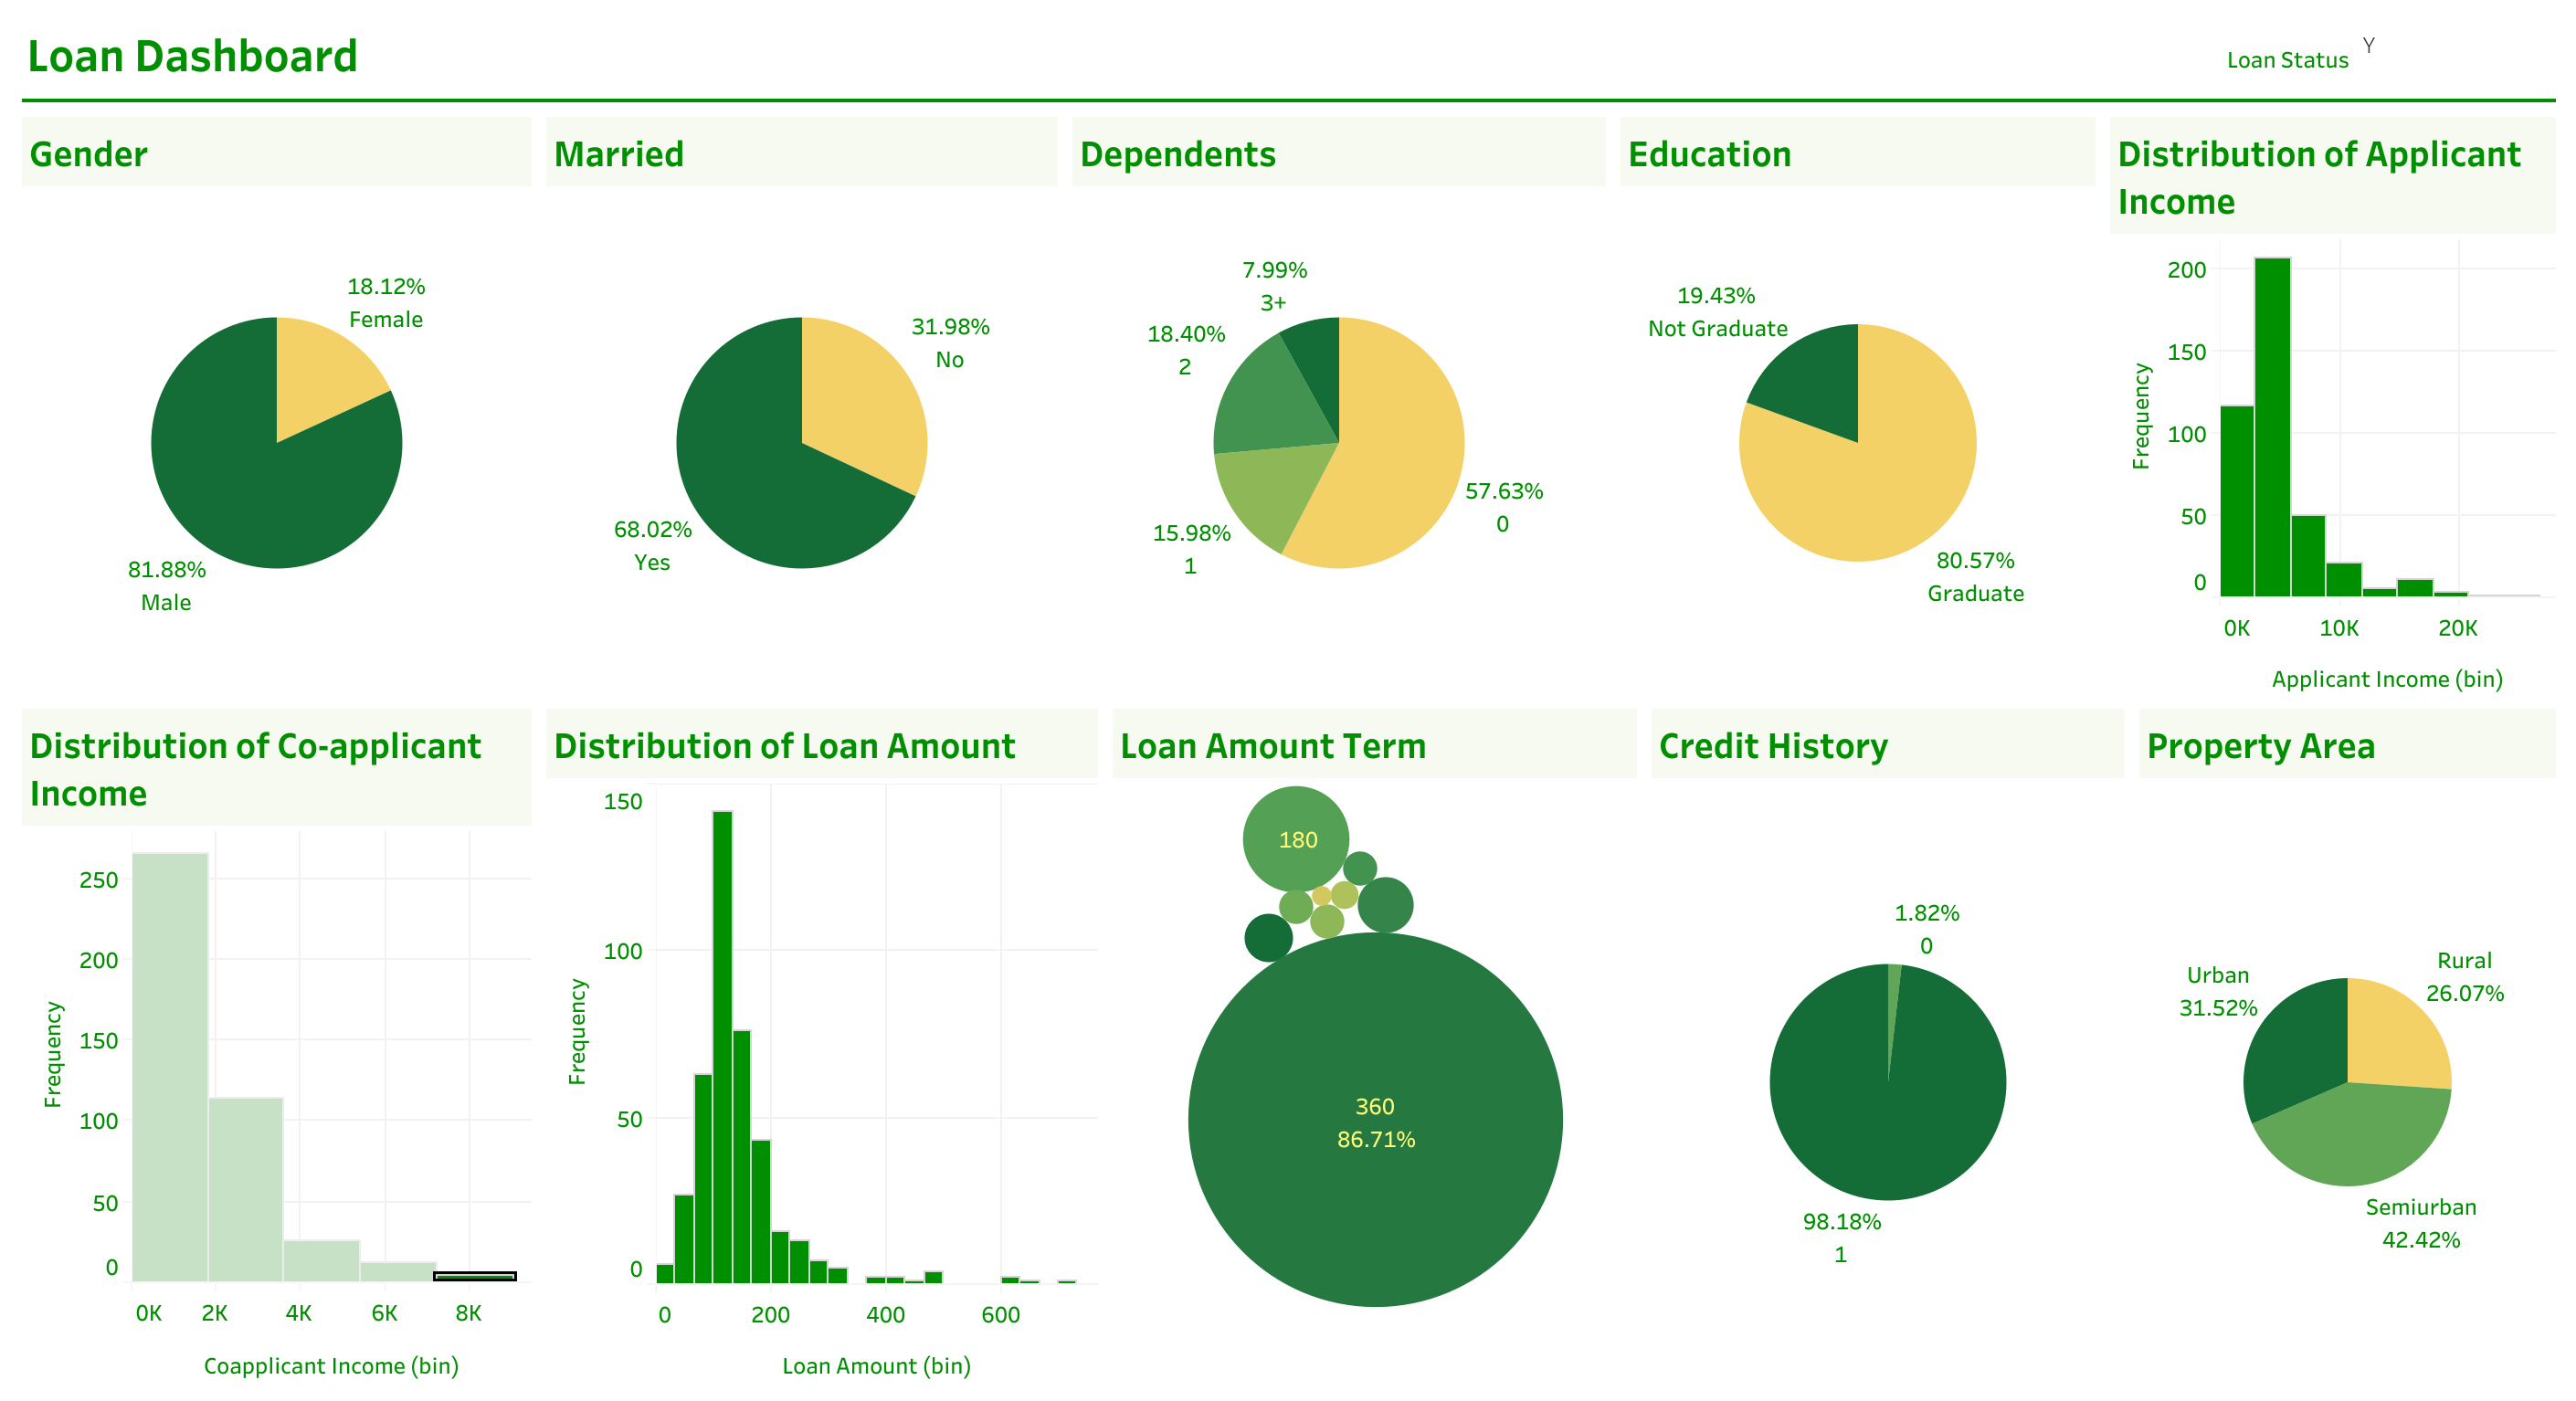 Loan Dashboard
Loan Status
Y
Gender
18.12%
Female
81.88%
Male
Married
31.98%
No
68.02%
Yes
Dependents
7.99%
3+
18.40%
2
15.98%
1
57.63%
0
Education
19.43%
Not Graduate
80.57%
Graduate
Distribution of Applicant
Income
Frequency
200
150
100
50
0
0K
10K
20K
Applicant Income (bin)
Distribution of Co-applicant
Income
Frequency
250
200
150
100
50
0
0K
2K
4K
6K
8K
Coapplicant Income (bin)
Distribution of Loan Amount
Frequency
150
100
50
0
0
200
400
600
Loan Amount (bin)
Loan Amount Term
180
360
86.71%
Credit History
1.82%
0
98.18%
1
Property Area
Urban
31.52%
Rural
26.07%
Semiurban
42.42%